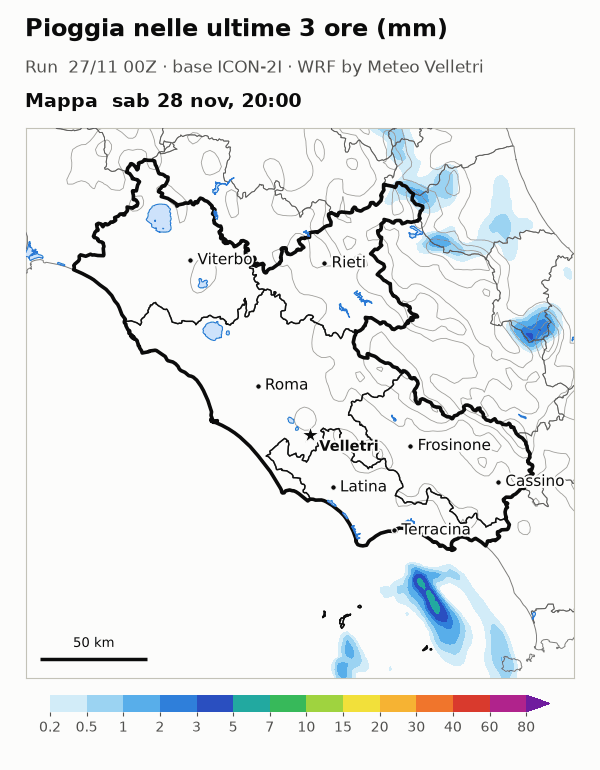 Pioggia nelle ultime 3 ore (mm)
Run  27/11 00Z · base ICON-2I · WRF by Meteo Velletri
Mappa  sab 28 nov, 20:00
Viterbo
Rieti
Roma
Velletri
Frosinone
Cassino
Latina
Terracina
50 km
0.2 0.5 1 2 3 5 7 10 15 20 30 40 60 80